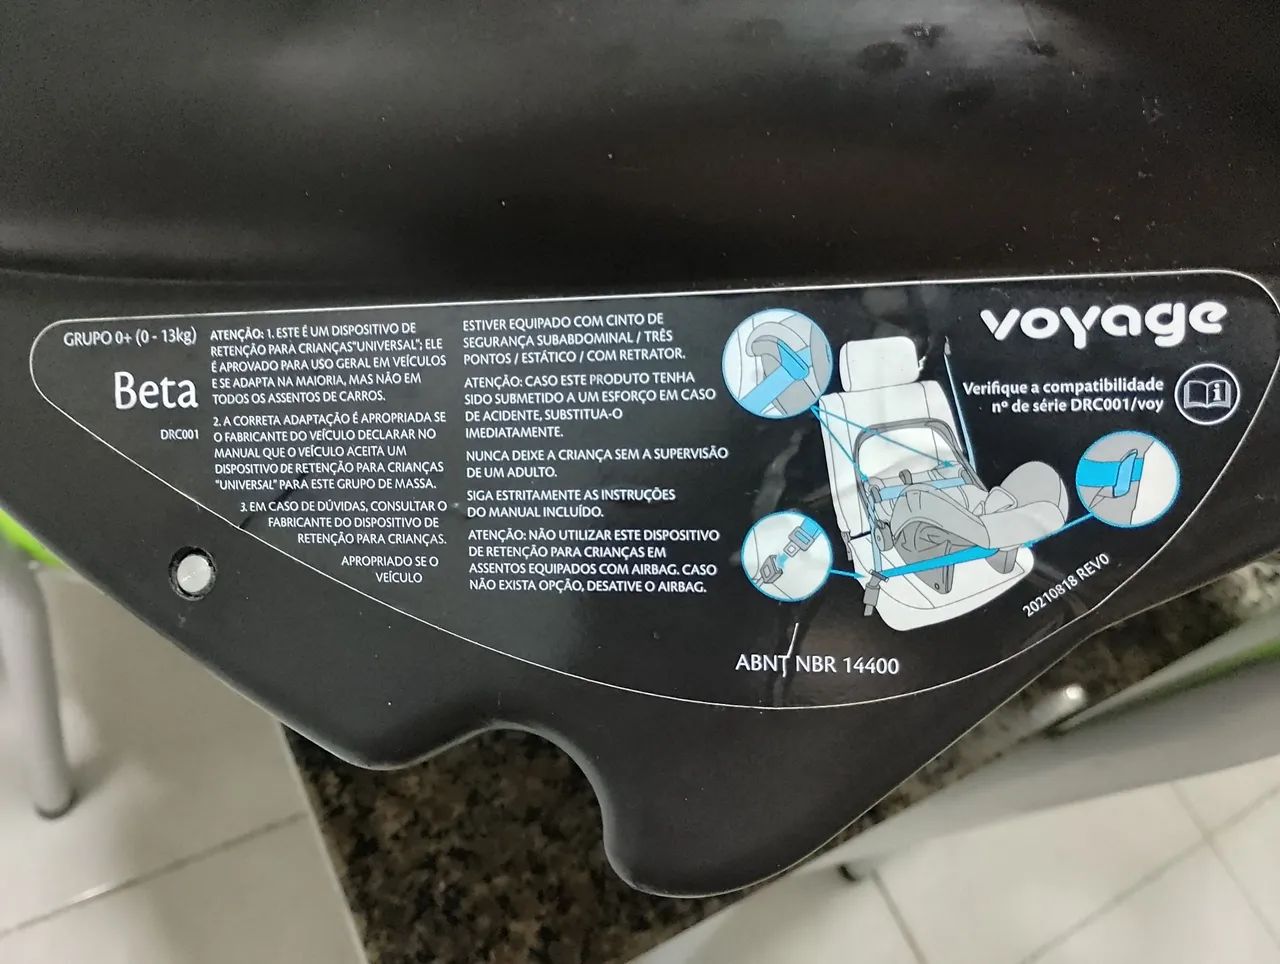 GRUPO 0+ (0 - 13kg)
Beta
DRC001
ATENÇÃO: 1. ESTE É UM DISPOSITIVO DE
RETENÇÃO PARA CRIANÇAS"UNIVERSAL"; ELE
É APROVADO PARA USO GERAL EM VEÍCULOS
E SE ADAPTA NA MAIORIA, MAS NÃO EM
TODOS OS ASSENTOS DE CARROS.
2. A CORRETA ADAPTAÇÃO É APROPRIADA SE
O FABRICANTE DO VEÍCULO DECLARAR NO
MANUAL QUE O VEÍCULO ACEITA UM
DISPOSITIVO DE RETENÇÃO PARA CRIANÇAS
"UNIVERSAL" PARA ESTE GRUPO DE MASSA.
3. EM CASO DE DÚVIDAS, CONSULTAR O
FABRICANTE DO DISPOSITIVO DE
RETENÇÃO PARA CRIANÇAS.
APROPRIADO SE O
VEÍCULO
ESTIVER EQUIPADO COM CINTO DE
SEGURANÇA SUBABDOMINAL / TRÊS
PONTOS / ESTÁTICO / COM RETRATOR.
ATENÇÃO: CASO ESTE PRODUTO TENHA
SIDO SUBMETIDO A UM ESFORÇO EM CASO
DE ACIDENTE, SUBSTITUA-O
IMEDIATAMENTE.
NUNCA DEIXE A CRIANÇA SEM A SUPERVISÃO
DE UM ADULTO.
SIGA ESTRITAMENTE AS INSTRUÇÕES
DO MANUAL INCLUÍDO.
ATENÇÃO: NÃO UTILIZAR ESTE DISPOSITIVO
DE RETENÇÃO PARA CRIANÇAS EM
ASSENTOS EQUIPADOS COM AIRBAG. CASO
NÃO EXISTA OPÇÃO, DESATIVE O AIRBAG.
voyage
Verifique a compatibilidade
nº de série DRC001/voy
i
20210818 REV0
ABNT NBR 14400